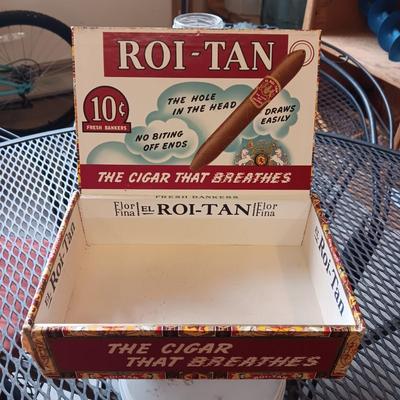 ROI-TAN
10¢
FRESH BANKERS
THE HOLE
IN THE HEAD
DRAWS
EASILY
NO BITING
OFF ENDS
THE CIGAR THAT BREATHES
FRESH BANKERS
Flor Fina EL ROI-TAN Flor Fina
EL Roi-Tan
Roi-Tan
THE CIGAR
THAT BREATHES
ROI-TAN